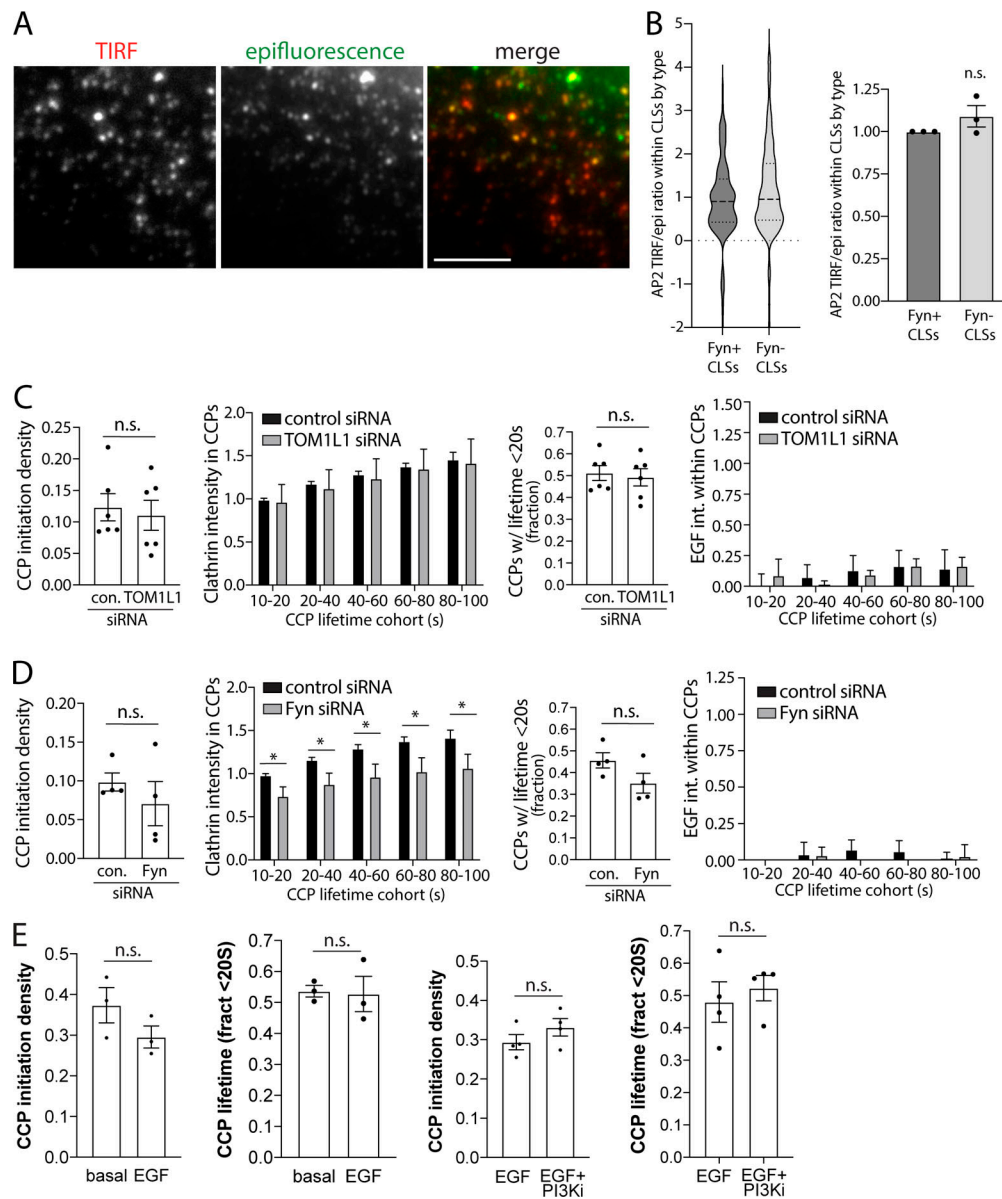 A
TIRF
epifluorescence
merge
B
AP2 TIRF/epi ratio within CLSs by type
5
4
3
2
1
0
-1
-2
Fyn+
CLSs
Fyn-
CLSs
AP2 TIRF/epi ratio within CLSs by type
n.s.
1.25
1.00
0.75
0.50
0.25
0.00
Fyn+
CLSs
Fyn-
CLSs
C
CCP initiation density
n.s.
0.25
0.20
0.15
0.10
0.05
0.00
con. TOM1L1
siRNA
Clathrin intensity in CCPs
2.0
1.5
1.0
0.5
0.0
control siRNA
TOM1L1 siRNA
10-20 20-40 40-60 60-80 80-100
CCP lifetime cohort (s)
CCPs w/ lifetime <20s
(fraction)
n.s.
0.7
0.6
0.5
0.4
0.3
0.2
0.1
0.0
con. TOM1L1
siRNA
EGF int. within CCPs
1.50
1.25
1.00
0.75
0.50
0.25
0.00
control siRNA
TOM1L1 siRNA
10-20 20-40 40-60 60-80 80-100
CCP lifetime cohort (s)
D
CCP initiation density
n.s.
0.20
0.15
0.10
0.05
0.00
con. Fyn
siRNA
Clathrin intensity in CCPs
2.0
1.5
1.0
0.5
0.0
control siRNA
Fyn siRNA
* * * * *
10-20 20-40 40-60 60-80 80-100
CCP lifetime cohort (s)
CCPs w/ lifetime <20s
(fraction)
n.s.
0.7
0.6
0.5
0.4
0.3
0.2
0.1
0.0
con. Fyn
siRNA
EGF int. within CCPs
1.25
1.00
0.75
0.50
0.25
0.00
control siRNA
Fyn siRNA
10-20 20-40 40-60 60-80 80-100
CCP lifetime cohort (s)
E
CCP initiation density
n.s.
0.5
0.4
0.3
0.2
0.1
0.0
basal EGF
CCP lifetime (fract <20S)
n.s.
0.7
0.6
0.5
0.4
0.3
0.2
0.1
0.0
basal EGF
CCP initiation density
n.s.
0.5
0.4
0.3
0.2
0.1
0.0
EGF EGF+
PI3Ki
CCP lifetime (fract <20S)
n.s.
0.7
0.6
0.5
0.4
0.3
0.2
0.1
0.0
EGF EGF+
PI3Ki